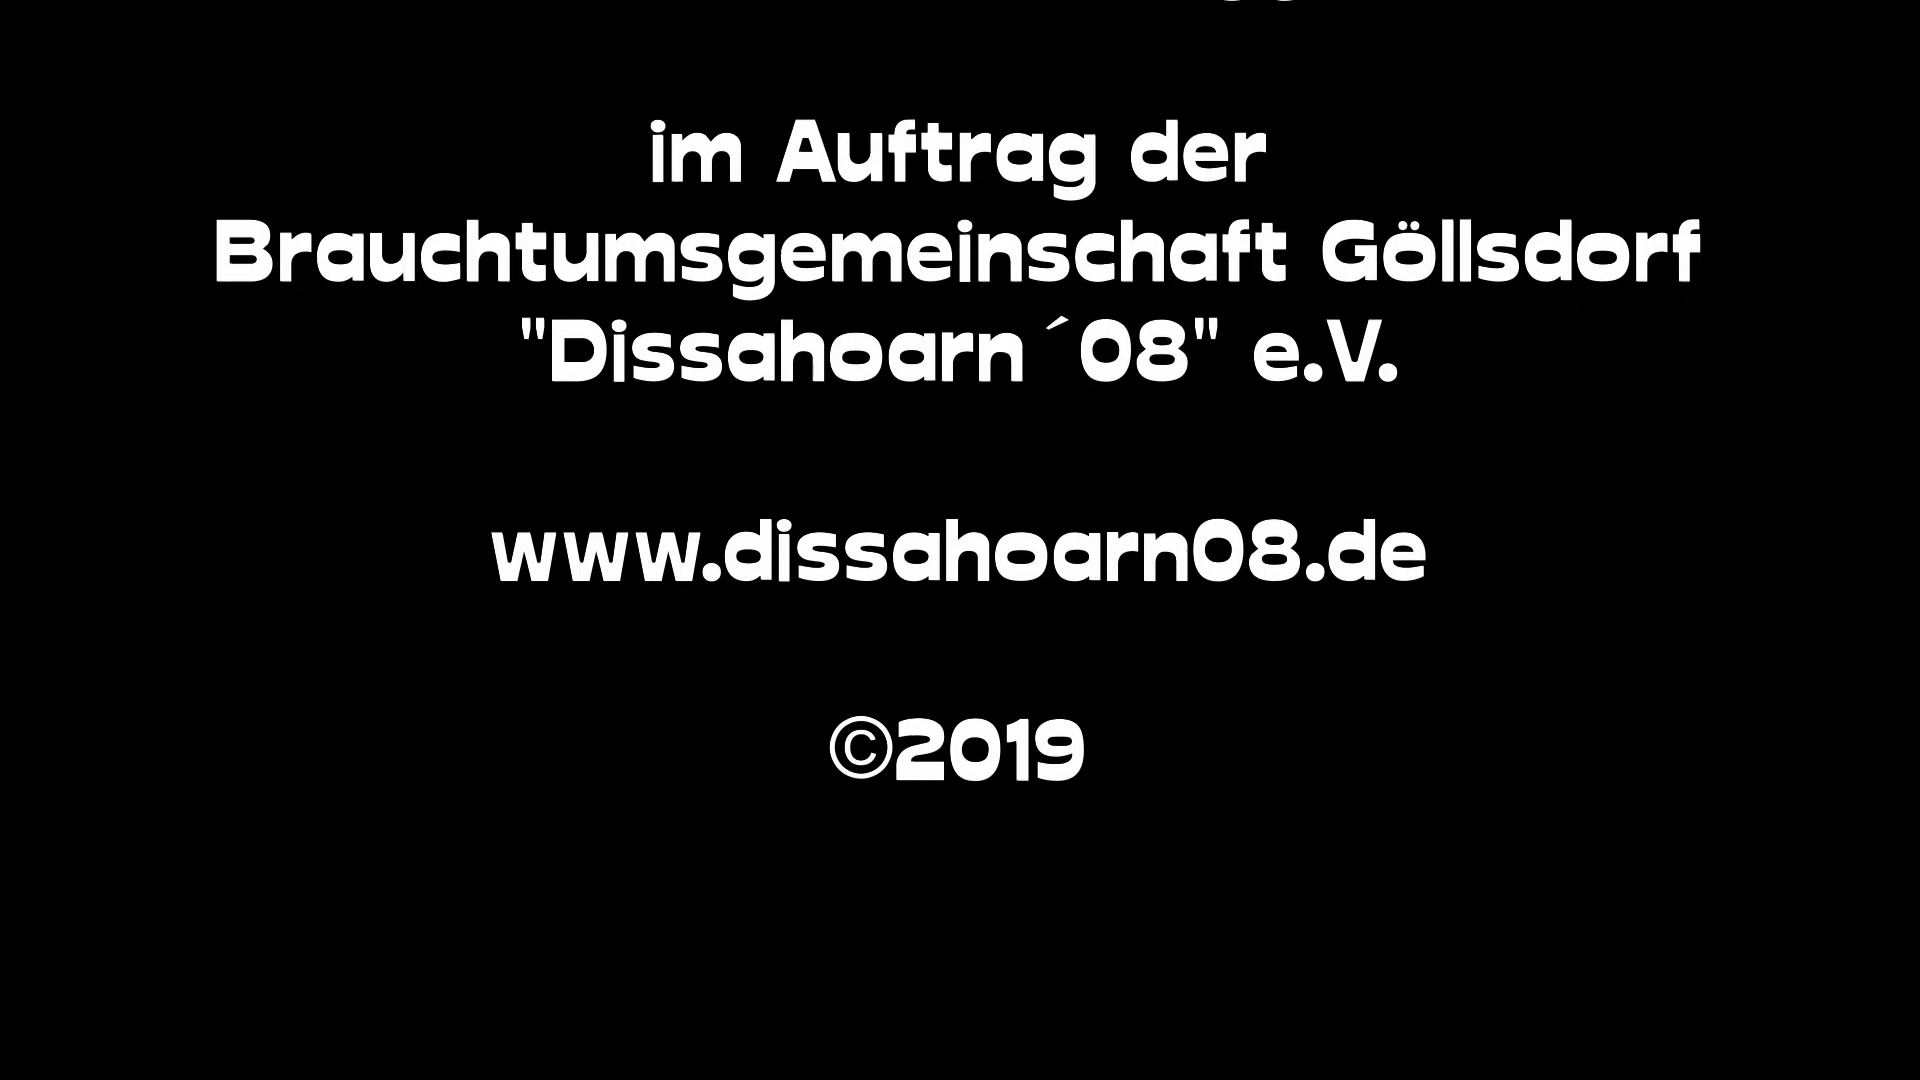 im Auftrag der
Brauchtumsgemeinschaft Göllsdorf
"Dissahoarn´08" e.V.
www.dissahoarn08.de
©2019